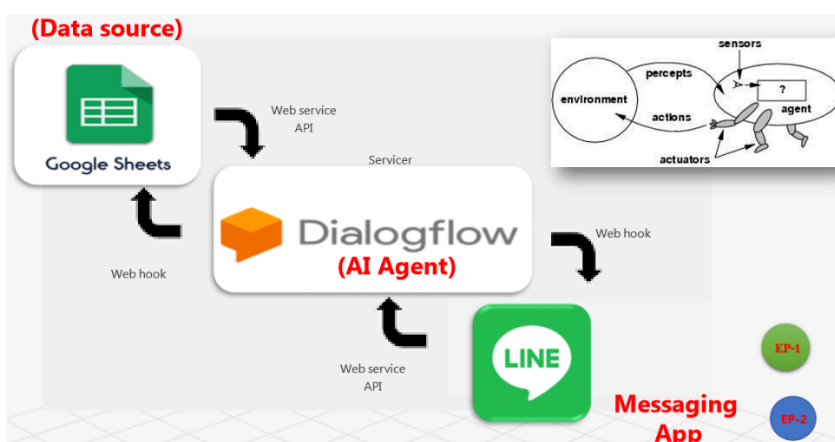 (Data source)
Google Sheets
Web service
API
Servicer
Web hook
Dialogflow
(AI Agent)
Web hook
Web service
API
LINE
Messaging
App
sensors
percepts
environment
?
agent
actions
actuators
EP-1
EP-2